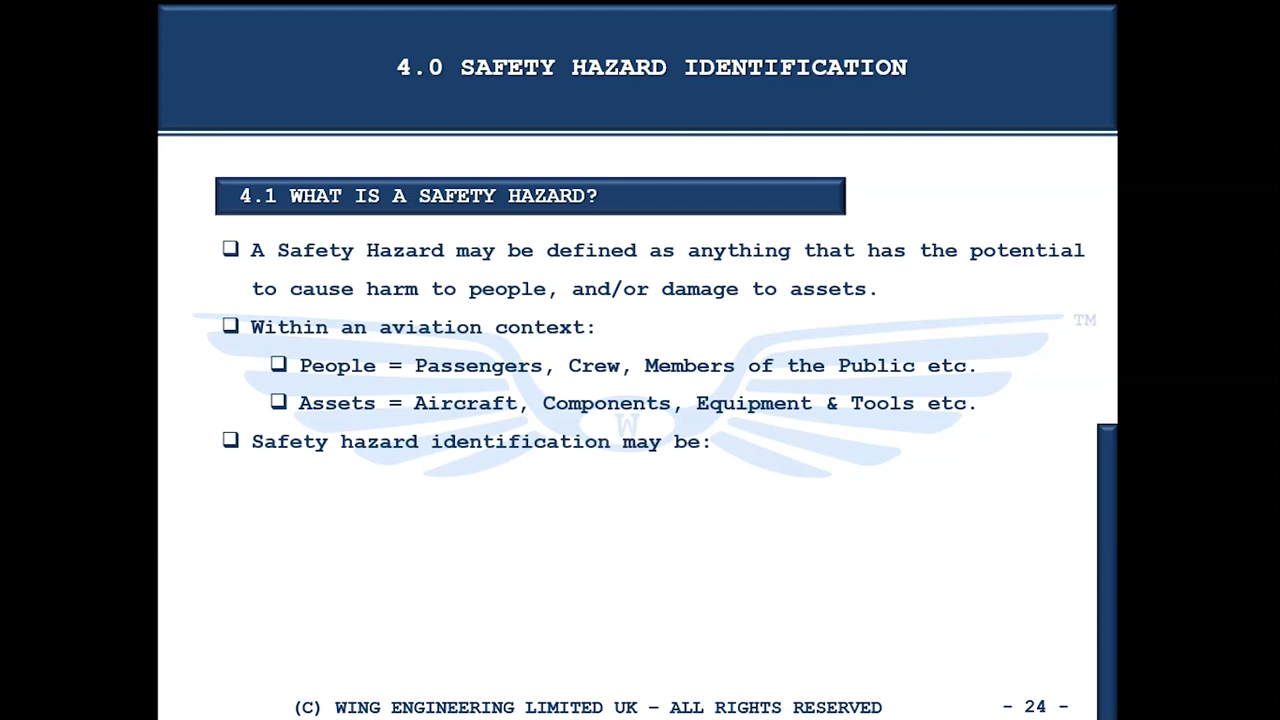 4.0 SAFETY HAZARD IDENTIFICATION
4.1 WHAT IS A SAFETY HAZARD?
❑ A Safety Hazard may be defined as anything that has the potential
to cause harm to people, and/or damage to assets.
TM
❑ Within an aviation context:
❑ People = Passengers, Crew, Members of the Public etc.
❑ Assets = Aircraft, Components, Equipment & Tools etc.
W
❑ Safety hazard identification may be:
(C) WING ENGINEERING LIMITED UK – ALL RIGHTS RESERVED
- 24 -